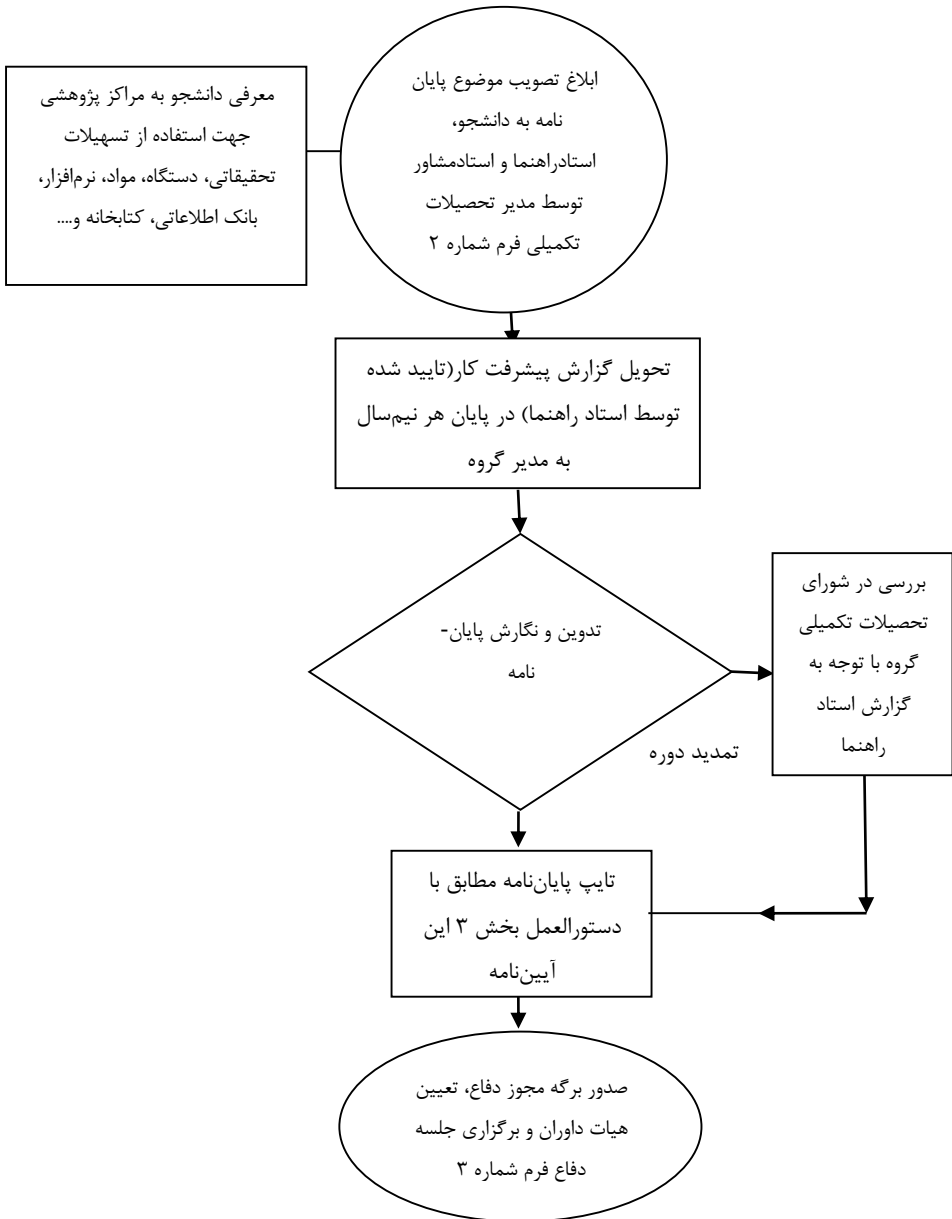 ابلاغ تصویب موضوع پایان
نامه به دانشجو،
استادراهنما و استادمشاور
توسط مدیر تحصیلات
تکمیلی فرم شماره ۲
معرفی دانشجو به مراکز پژوهشی
جهت استفاده از تسهیلات
تحقیقاتی، دستگاه، مواد، نرم‌افزار،
بانک اطلاعاتی، کتابخانه و....
تحویل گزارش پیشرفت کار(تایید شده
توسط استاد راهنما) در پایان هر نیم‌سال
به مدیر گروه
تدوین و نگارش پایان-
نامه
بررسی در شورای
تحصیلات تکمیلی
گروه با توجه به
گزارش استاد
راهنما
تمدید دوره
تایپ پایان‌نامه مطابق با
دستورالعمل بخش ۳ این
آیین‌نامه
صدور برگه مجوز دفاع، تعیین
هیات داوران و برگزاری جلسه
دفاع فرم شماره ۳